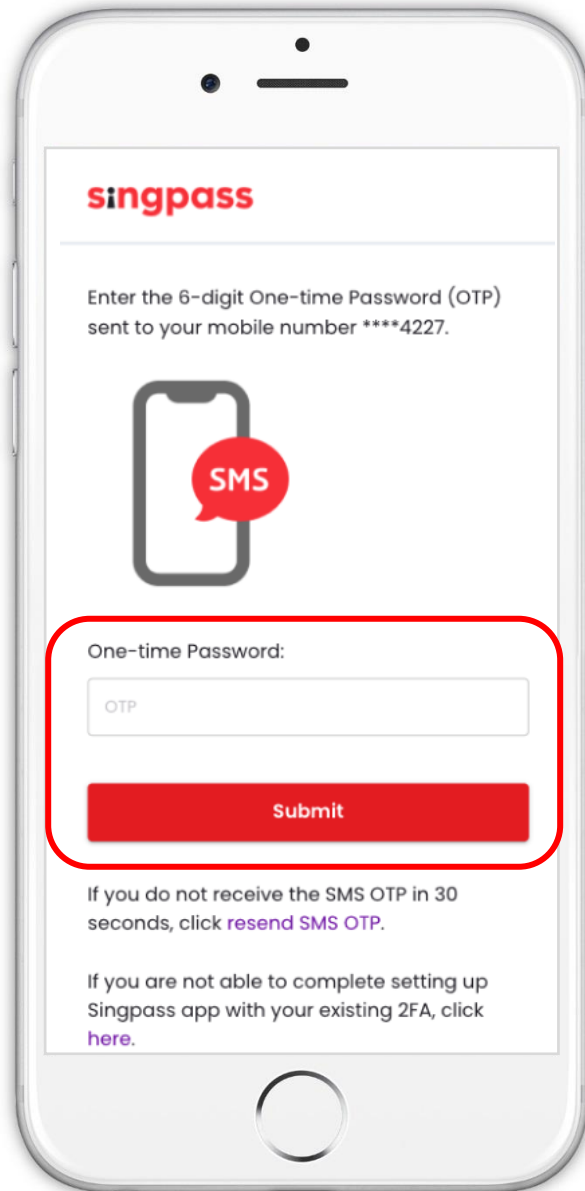 singpass
Enter the 6-digit One-time Password (OTP)
sent to your mobile number ****4227.
SMS
One-time Password:
OTP
Submit
If you do not receive the SMS OTP in 30
seconds, click resend SMS OTP.
If you are not able to complete setting up
Singpass app with your existing 2FA, click
here.